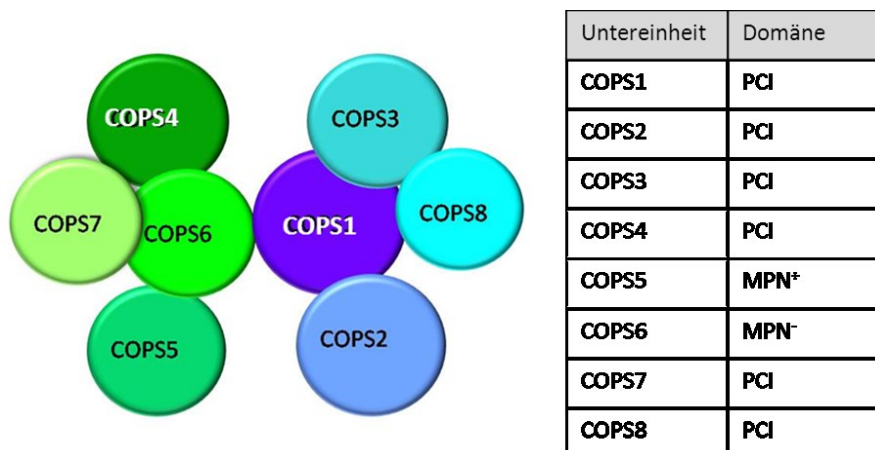 COPS4
COPS3
COPS7
COPS6
COPS1
COPS8
COPS5
COPS2
Untereinheit Domäne
COPS1 PCI
COPS2 PCI
COPS3 PCI
COPS4 PCI
COPS5 MPN⁺
COPS6 MPN⁻
COPS7 PCI
COPS8 PCI